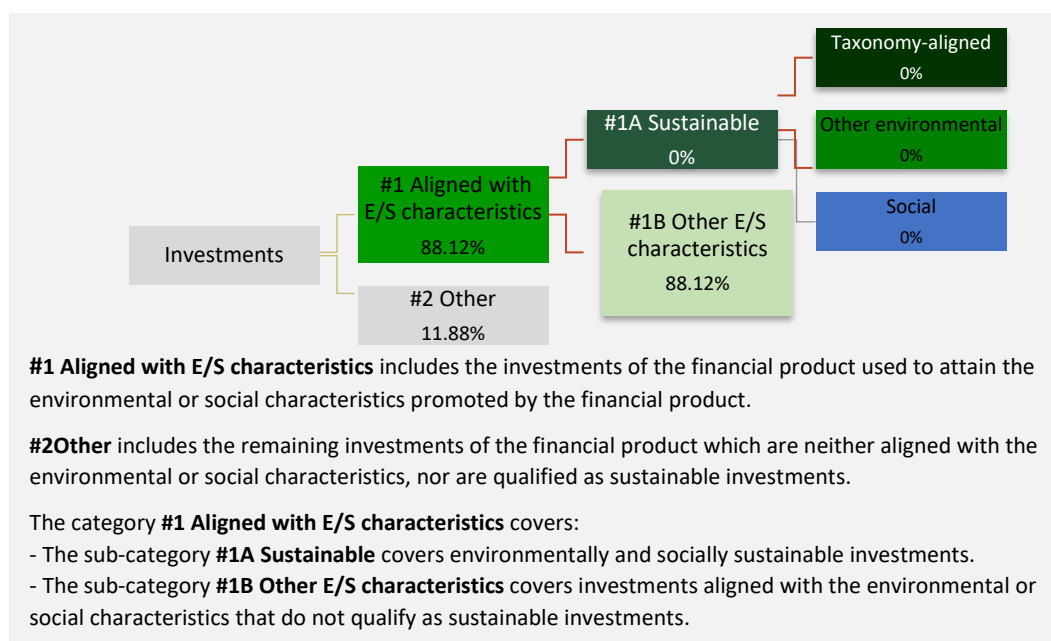 Taxonomy-aligned
0%
#1A Sustainable
0%
Other environmental
0%
#1 Aligned with
E/S characteristics
88.12%
#1B Other E/S
characteristics
88.12%
Social
0%
Investments
#2 Other
11.88%
#1 Aligned with E/S characteristics includes the investments of the financial product used to attain the
environmental or social characteristics promoted by the financial product.
#2Other includes the remaining investments of the financial product which are neither aligned with the
environmental or social characteristics, nor are qualified as sustainable investments.
The category #1 Aligned with E/S characteristics covers:
- The sub-category #1A Sustainable covers environmentally and socially sustainable investments.
- The sub-category #1B Other E/S characteristics covers investments aligned with the environmental or
social characteristics that do not qualify as sustainable investments.